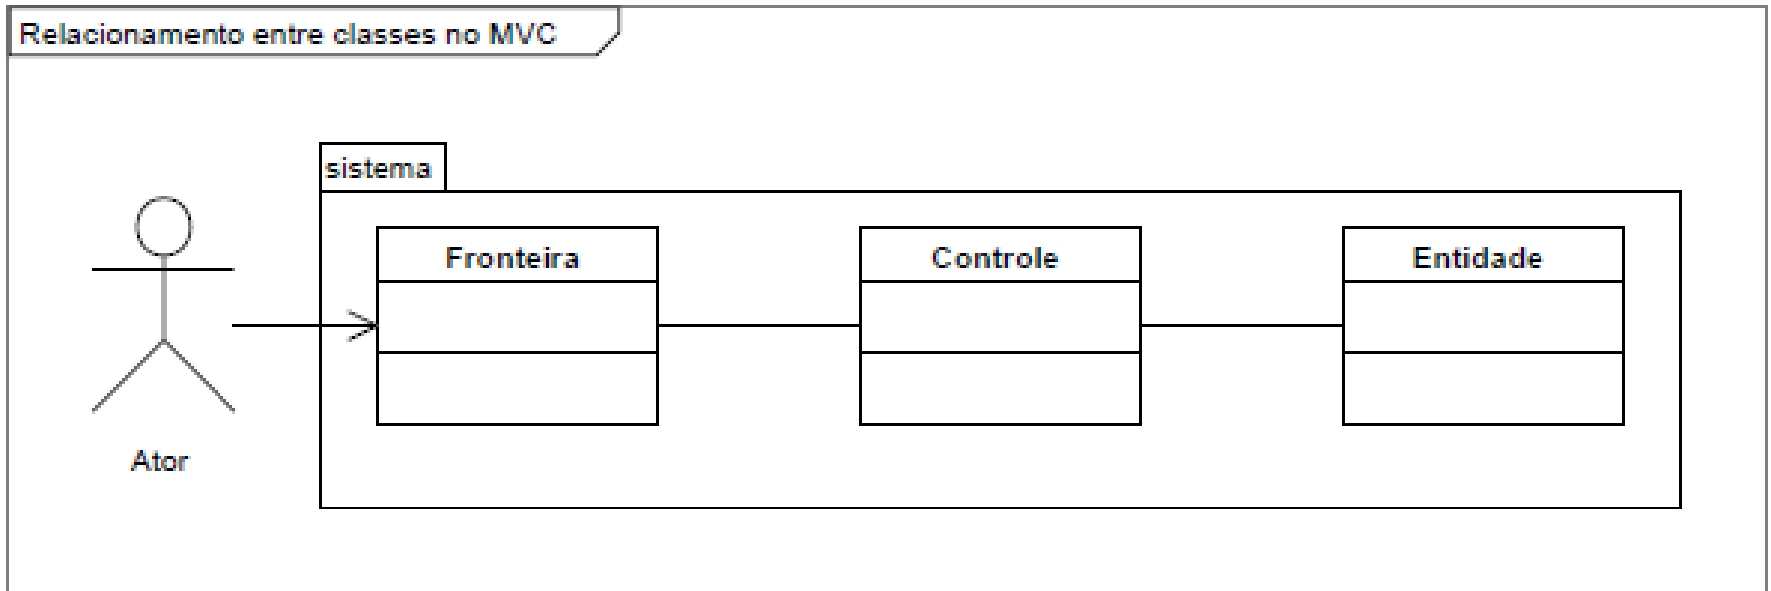 Relacionamento entre classes no MVC
sistema
Fronteira
Controle
Entidade
Ator